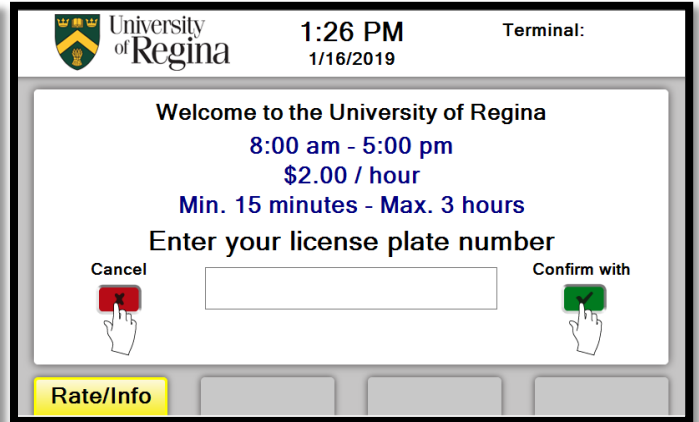 University
of Regina
1:26 PM
1/16/2019
Terminal:
Welcome to the University of Regina
8:00 am - 5:00 pm
$2.00 / hour
Min. 15 minutes - Max. 3 hours
Enter your license plate number
Cancel
Confirm with
Rate/Info